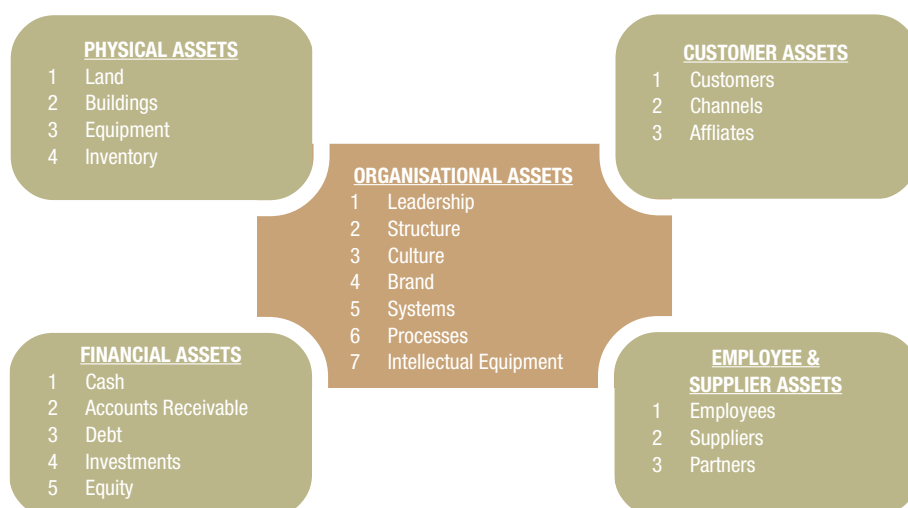 PHYSICAL ASSETS
1 Land
2 Buildings
3 Equipment
4 Inventory
CUSTOMER ASSETS
1 Customers
2 Channels
3 Affliates
ORGANISATIONAL ASSETS
1 Leadership
2 Structure
3 Culture
4 Brand
5 Systems
6 Processes
7 Intellectual Equipment
FINANCIAL ASSETS
1 Cash
2 Accounts Receivable
3 Debt
4 Investments
5 Equity
EMPLOYEE &
SUPPLIER ASSETS
1 Employees
2 Suppliers
3 Partners